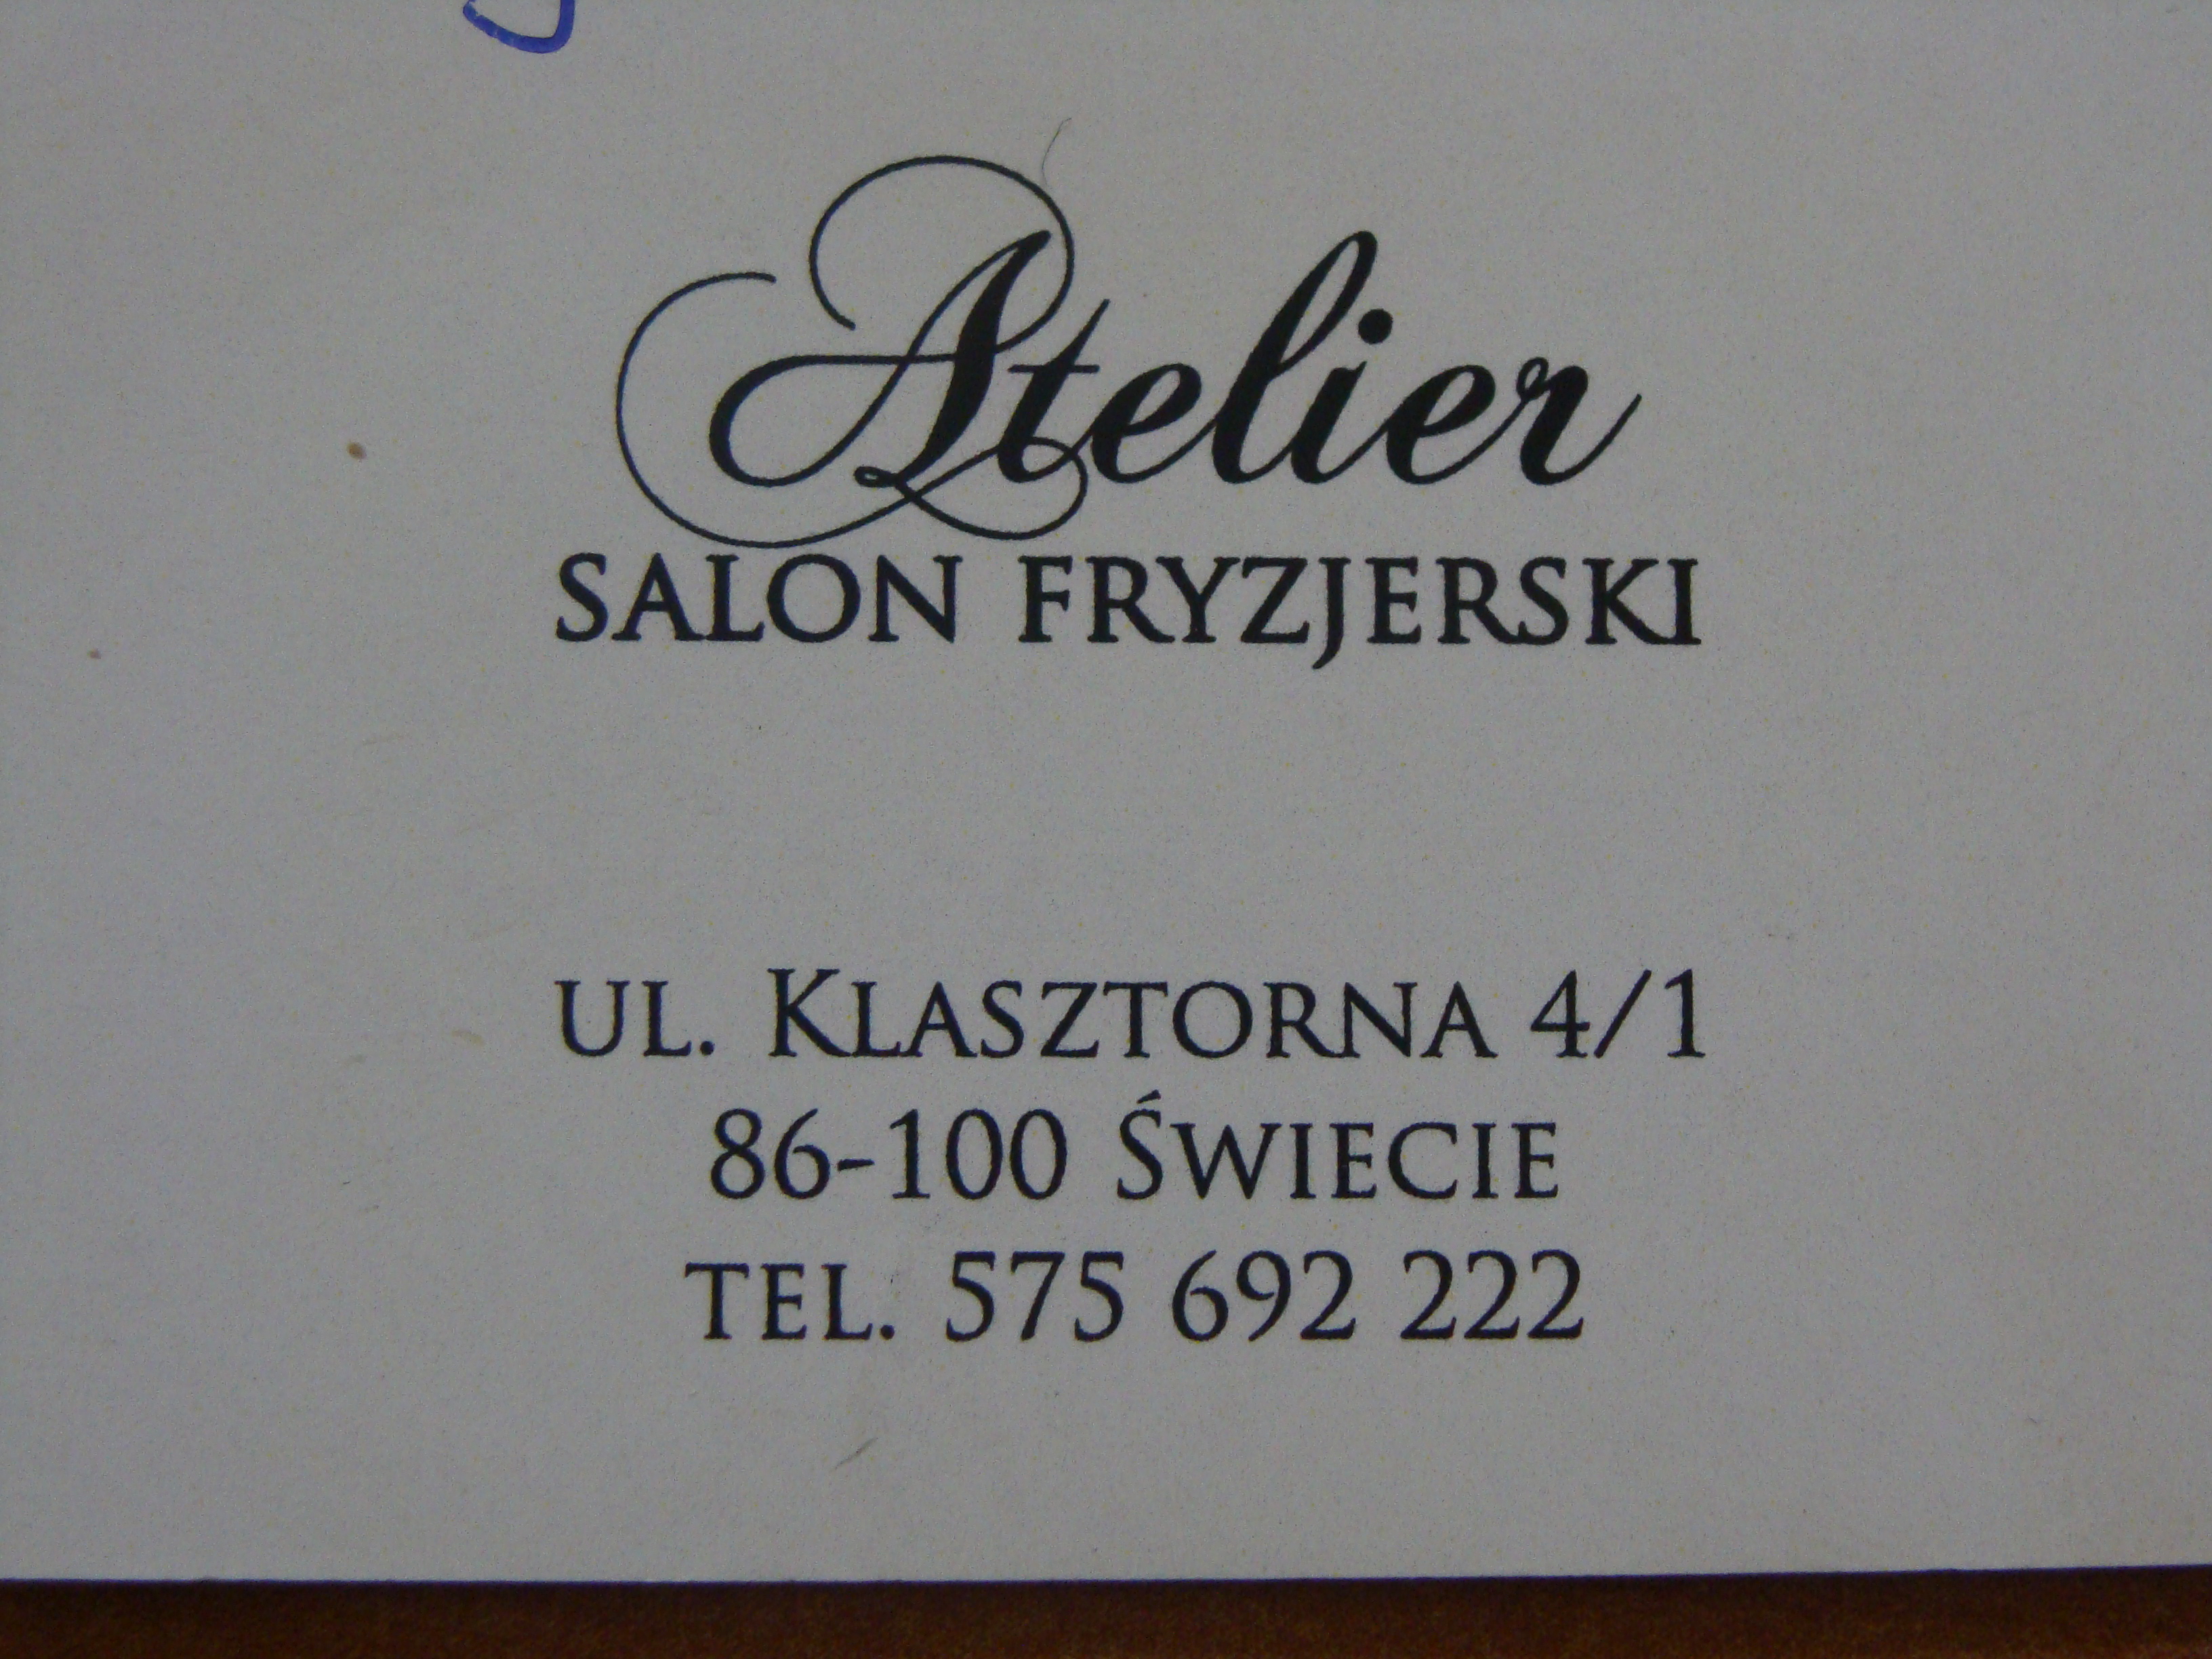 Atelier
SALON FRYZJERSKI
UL. KLASZTORNA 4/1
86-100 ŚWIECIE
TEL. 575 692 222